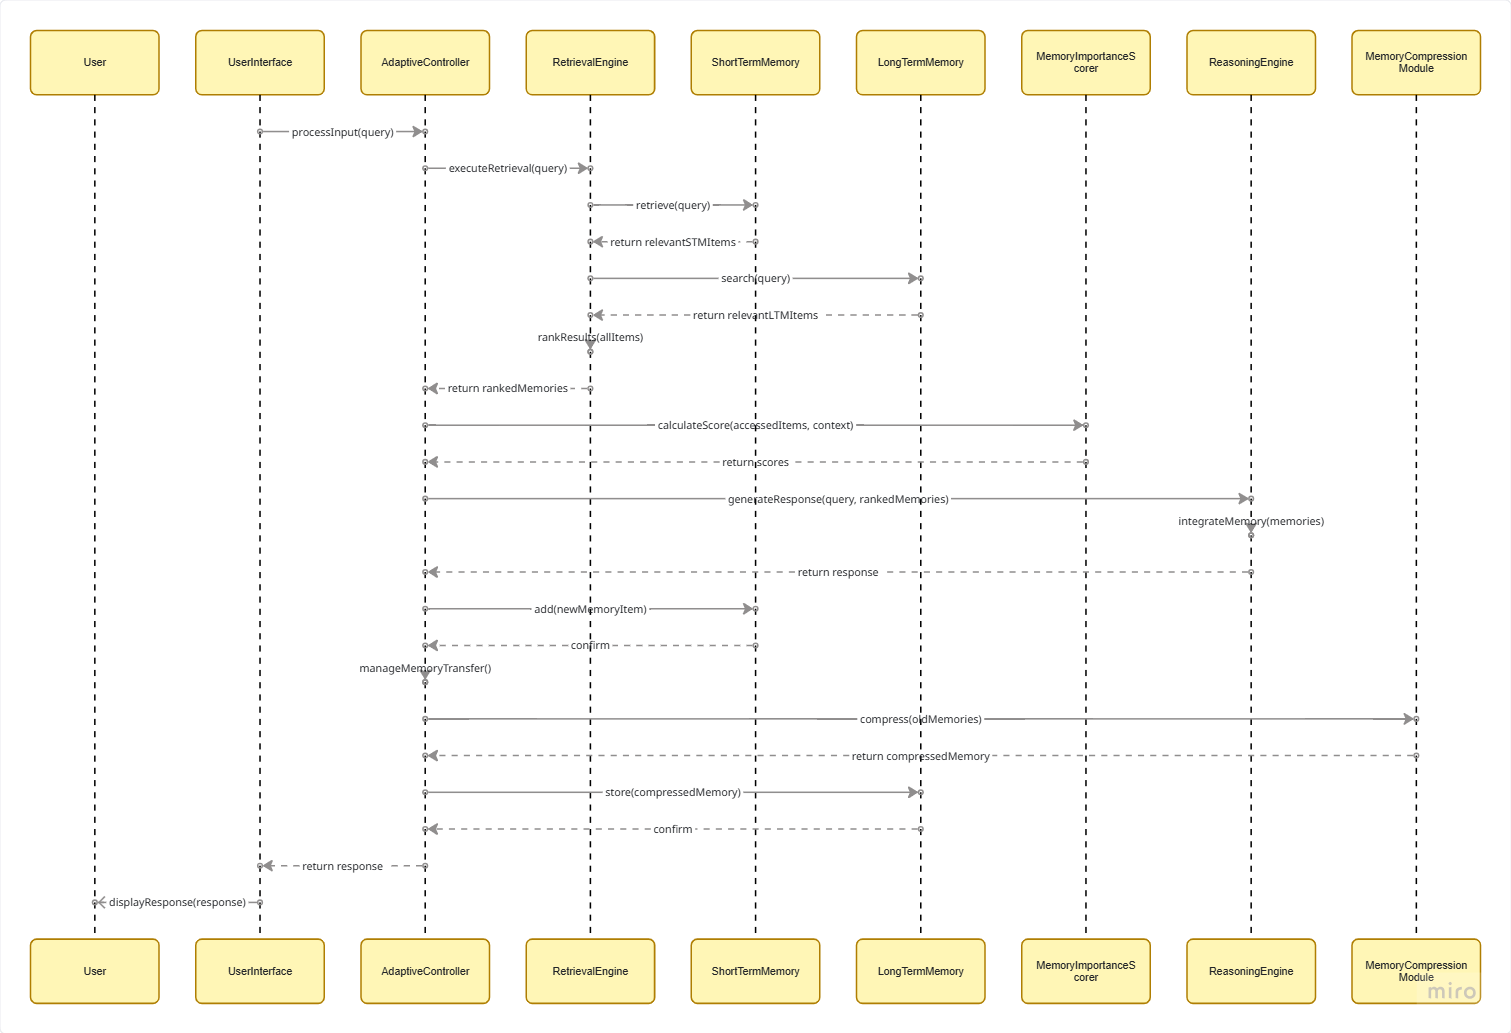 User
UserInterface
AdaptiveController
RetrievalEngine
ShortTermMemory
LongTermMemory
MemoryImportanceS
corer
ReasoningEngine
MemoryCompression
Module
processInput(query)
executeRetrieval(query)
retrieve(query)
return relevantSTMItems
search(query)
return relevantLTMItems
rankResults(allItems)
return rankedMemories
calculateScore(accessedItems, context)
return scores
generateResponse(query, rankedMemories)
integrateMemory(memories)
return response
add(newMemoryItem)
confirm
manageMemoryTransfer()
compress(oldMemories)
return compressedMemory
store(compressedMemory)
confirm
return response
displayResponse(response)
User
UserInterface
AdaptiveController
RetrievalEngine
ShortTermMemory
LongTermMemory
MemoryImportanceS
corer
ReasoningEngine
MemoryCompression
Module
miro